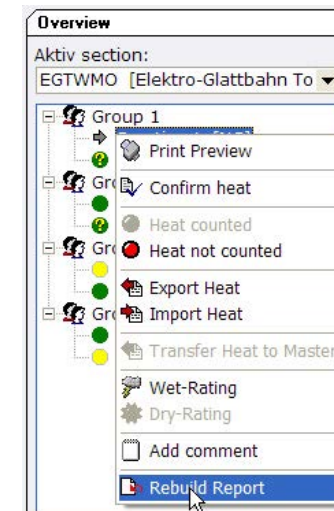 Overview
Aktiv section:
EGTWMO [Elektro-Glattbahn To
Group 1
Print Preview
Gr
Confirm heat
Heat counted
Gr
Heat not counted
Export Heat
Gr
Import Heat
Transfer Heat to Master
Wet-Rating
Dry-Rating
Add comment
Rebuild Report